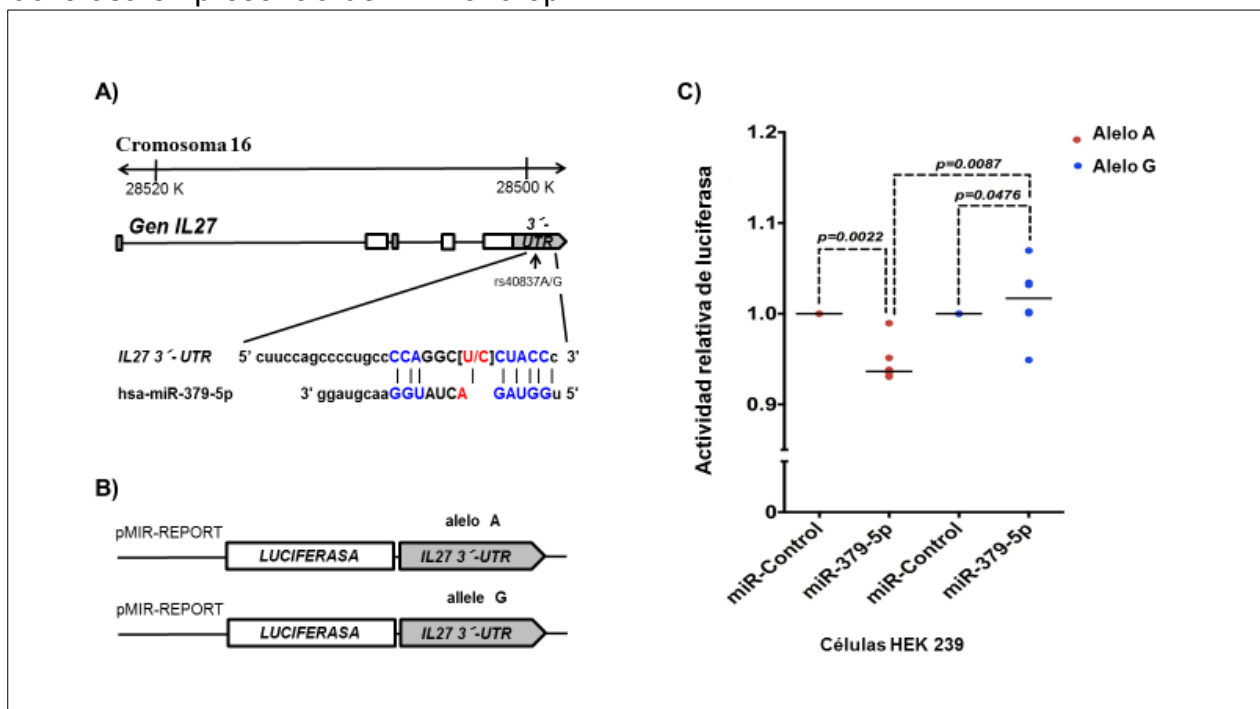 A)
Cromosoma 16
28520 K
28500 K
Gen IL27
3´-
UTR
rs40837A/G
IL27 3´- UTR 5' cuuccagccccugccCCAGGC[U/C]CUACCc 3'
hsa-miR-379-5p 3' ggaugcaaGGUAUCA GAUGGu 5'
B)
alelo A
pMIR-REPORT
LUCIFERASA
IL27 3´-UTR
allele G
pMIR-REPORT
LUCIFERASA
IL27 3´-UTR
C)
Alelo A
Alelo G
Actividad relativa de luciferasa
1.2
1.1
1.0
0.9
0
p=0.0087
p=0.0476
p=0.0022
miR-Control
miR-379-5p
miR-Control
miR-379-5p
Células HEK 239